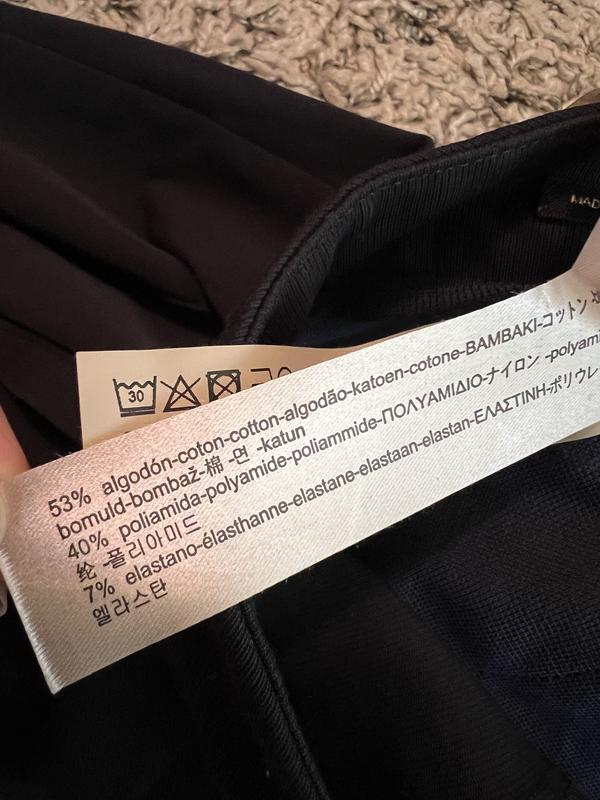 MAD
30
53% algodón-coton-cotton-algodão-katoen-cotone-BAMBAKI-コットン
bomuld-bombaž-棉 -면 -katun
40% poliamida-polyamide-poliammide-ΠΟΛΥΑΜΙΔΙΟ-ナイロン -polyami
纶 -폴리아미드
7% elastano-élasthanne-elastane-elastaan-elastan-ΕΛΑΣΤΙΝΗ-ポリウレ
엘라스탄